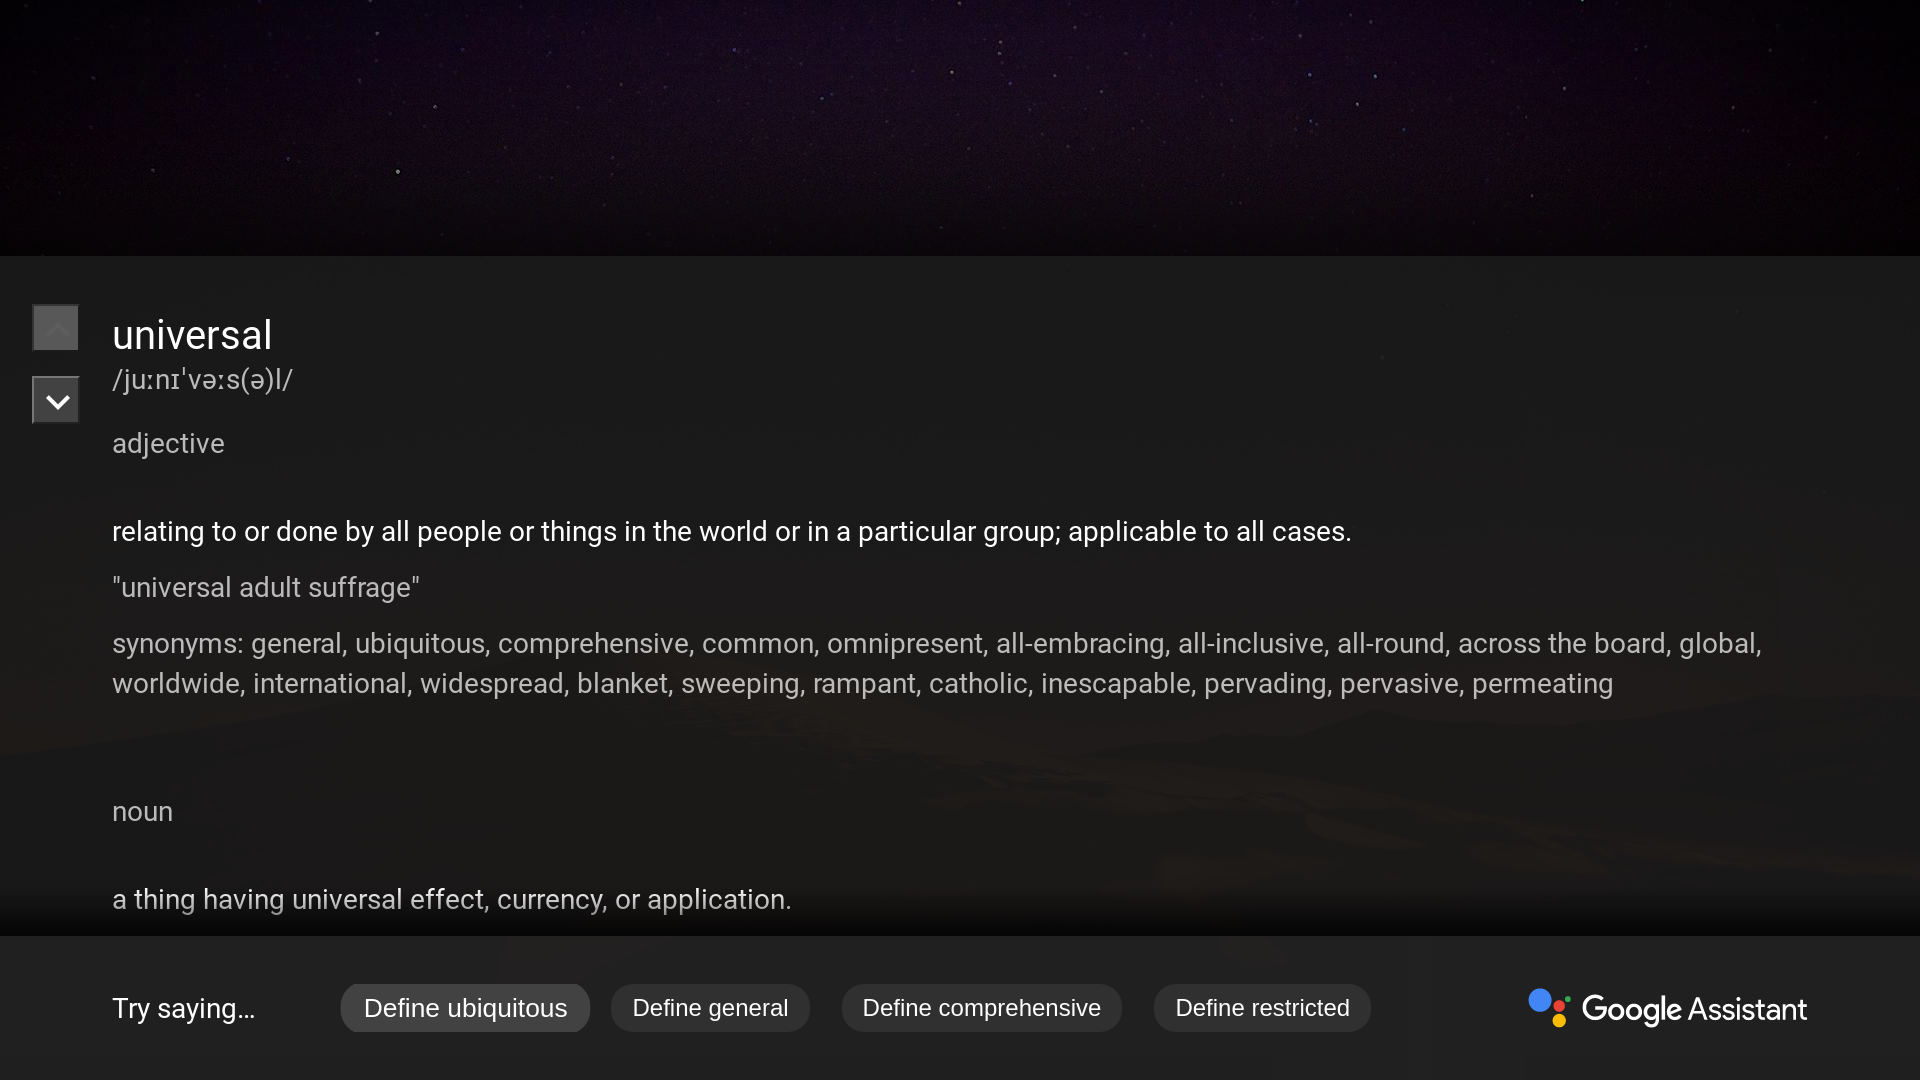 universal
/juːnɪˈvəːs(ə)l/
adjective
relating to or done by all people or things in the world or in a particular group; applicable to all cases.
"universal adult suffrage"
synonyms: general, ubiquitous, comprehensive, common, omnipresent, all-embracing, all-inclusive, all-round, across the board, global,
worldwide, international, widespread, blanket, sweeping, rampant, catholic, inescapable, pervading, pervasive, permeating
noun
a thing having universal effect, currency, or application.
Try saying... Define ubiquitous Define general Define comprehensive Define restricted Google Assistant